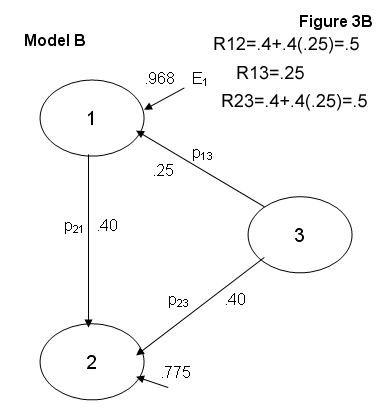 Figure 3B
Model B
R12=.4+.4(.25)=.5
R13=.25
R23=.4+.4(.25)=.5
.968 E1
1
p13
.25
p21 .40
3
p23 .40
2
.775